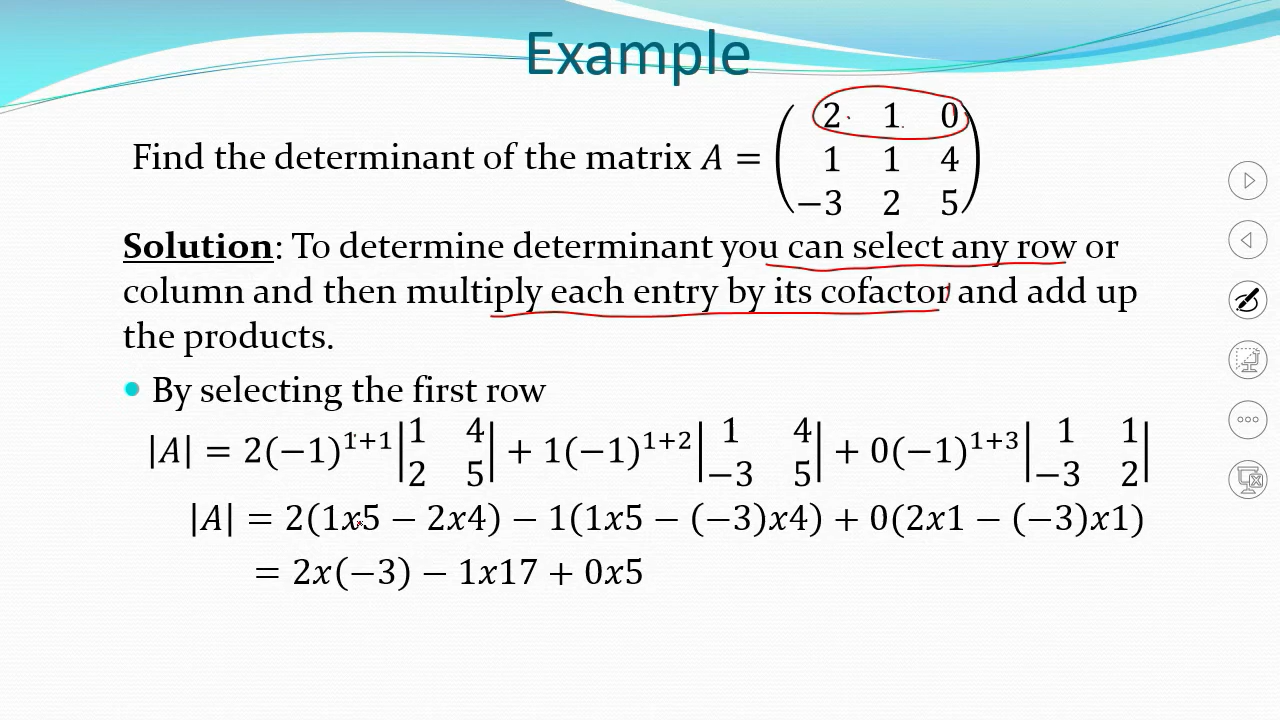 Example
Find the determinant of the matrix A = ( 2 1 0
1 1 4
−3 2 5 )
Solution: To determine determinant you can select any row or
column and then multiply each entry by its cofactor and add up
the products.
• By selecting the first row
|A| = 2(−1)¹⁺¹ |1 4; 2 5| + 1(−1)¹⁺² |1 4; −3 5| + 0(−1)¹⁺³ |1 1; −3 2|
|A| = 2(1x5 − 2x4) − 1(1x5 − (−3)x4) + 0(2x1 − (−3)x1)
= 2x(−3) − 1x17 + 0x5